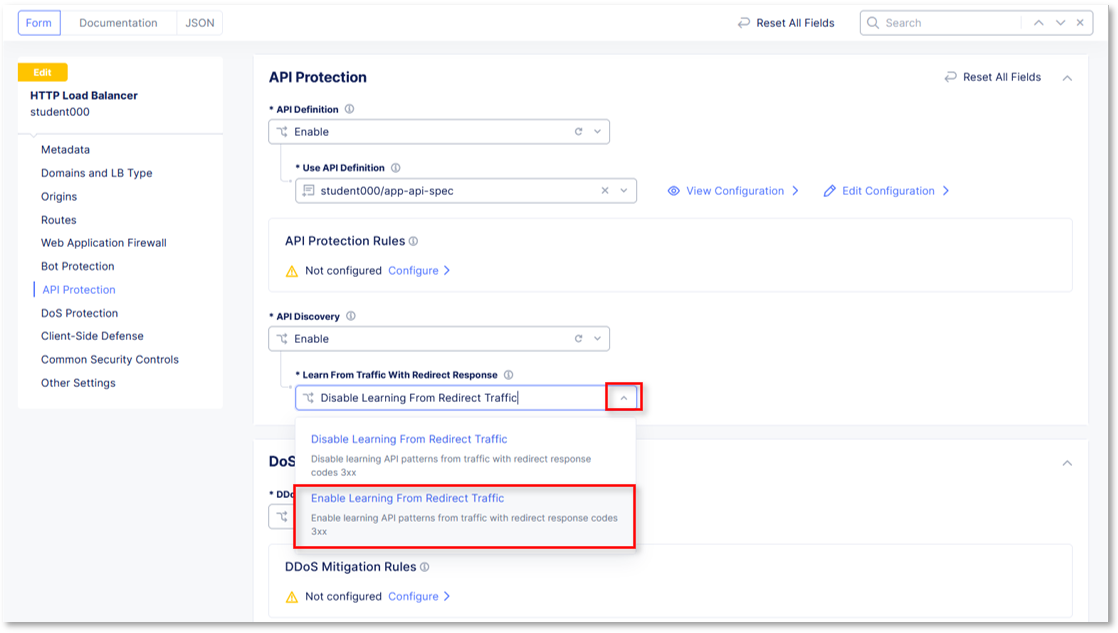 Form
Documentation
JSON
Reset All Fields
Search
Edit
HTTP Load Balancer
student000
Metadata
Domains and LB Type
Origins
Routes
Web Application Firewall
Bot Protection
API Protection
DoS Protection
Client-Side Defense
Common Security Controls
Other Settings
API Protection
Reset All Fields
* API Definition
Enable
* Use API Definition
student000/app-api-spec
View Configuration
Edit Configuration
API Protection Rules
Not configured Configure
* API Discovery
Enable
* Learn From Traffic With Redirect Response
Disable Learning From Redirect Traffic
Disable Learning From Redirect Traffic
Disable learning API patterns from traffic with redirect response
codes 3xx
DoS
* DDo
Enable Learning From Redirect Traffic
Enable learning API patterns from traffic with redirect response codes
3xx
DDoS Mitigation Rules
Not configured Configure